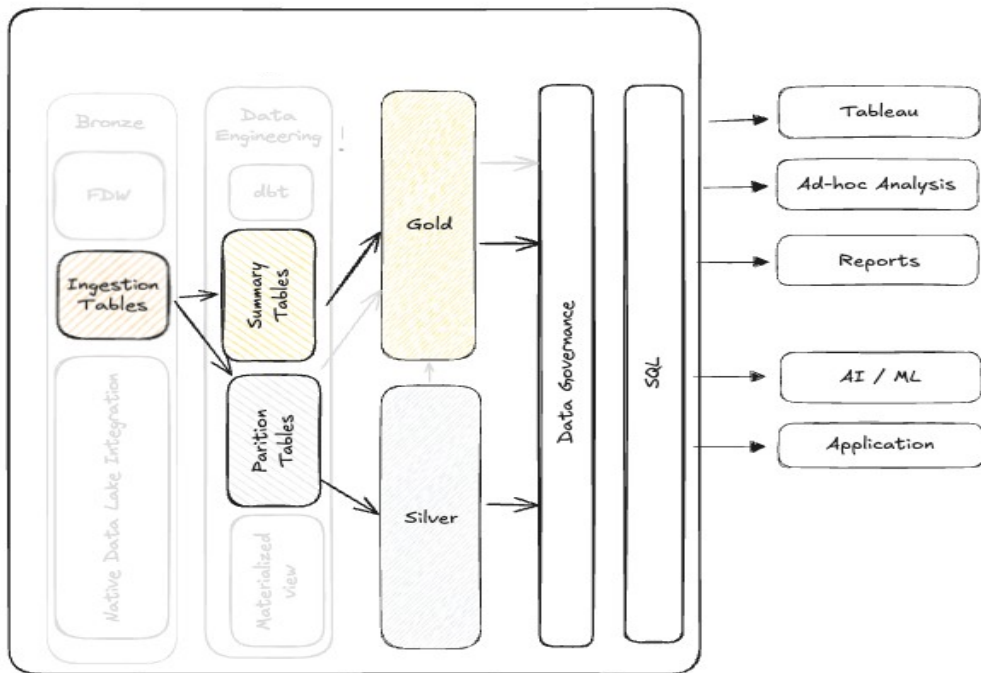 Bronze
FDW
Ingestion
Tables
Native Data Lake Integration
Data
Engineering
dbt
Summary
Tables
Parition
Tables
Materialized
view
Gold
Silver
Data Governance
SQL
Tableau
Ad-hoc Analysis
Reports
AI / ML
Application